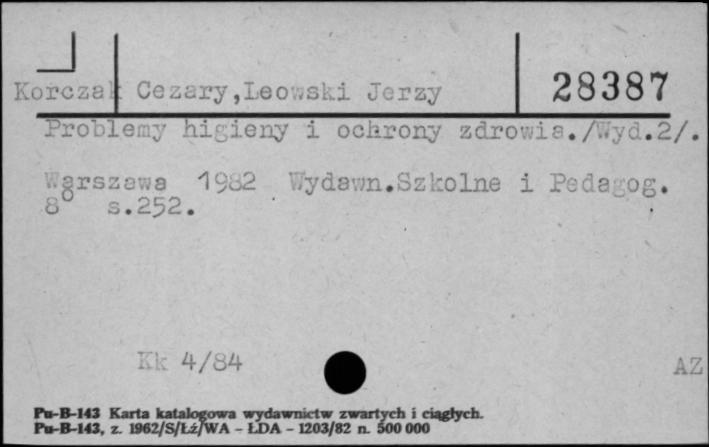 Korczak Cezary,Leowski Jerzy 28387
Problemy higieny i ochrony zdrowia./Wyd.2/.
Warszawa 1982 Wydawn.Szkolne i Pedagog.
8° s.252.
Kk 4/84 AZ
Pu-B-143 Karta katalogowa wydawnictw zwartych i ciągłych.
Pu-B-143, z. 1962/S/Łź/WA - ŁDA - 1203/82 n. 500 000